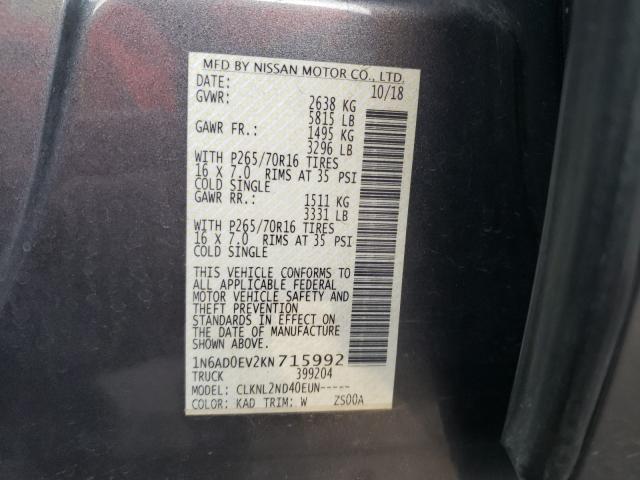 MFD BY NISSAN MOTOR CO., LTD.
DATE: 10/18
GVWR: 2638 KG
5815 LB
GAWR FR.: 1495 KG
3296 LB
WITH P265/70R16 TIRES
16 X 7.0 RIMS AT 35 PSI
COLD SINGLE
GAWR RR.: 1511 KG
3331 LB
WITH P265/70R16 TIRES
16 X 7.0 RIMS AT 35 PSI
COLD SINGLE
THIS VEHICLE CONFORMS TO
ALL APPLICABLE FEDERAL
MOTOR VEHICLE SAFETY AND
THEFT PREVENTION
STANDARDS IN EFFECT ON
THE DATE OF MANUFACTURE
SHOWN ABOVE.
1N6AD0EV2KN715992
TRUCK 399204
MODEL: CLKNL2ND40EUN-----
COLOR: KAD TRIM: W ZS00A